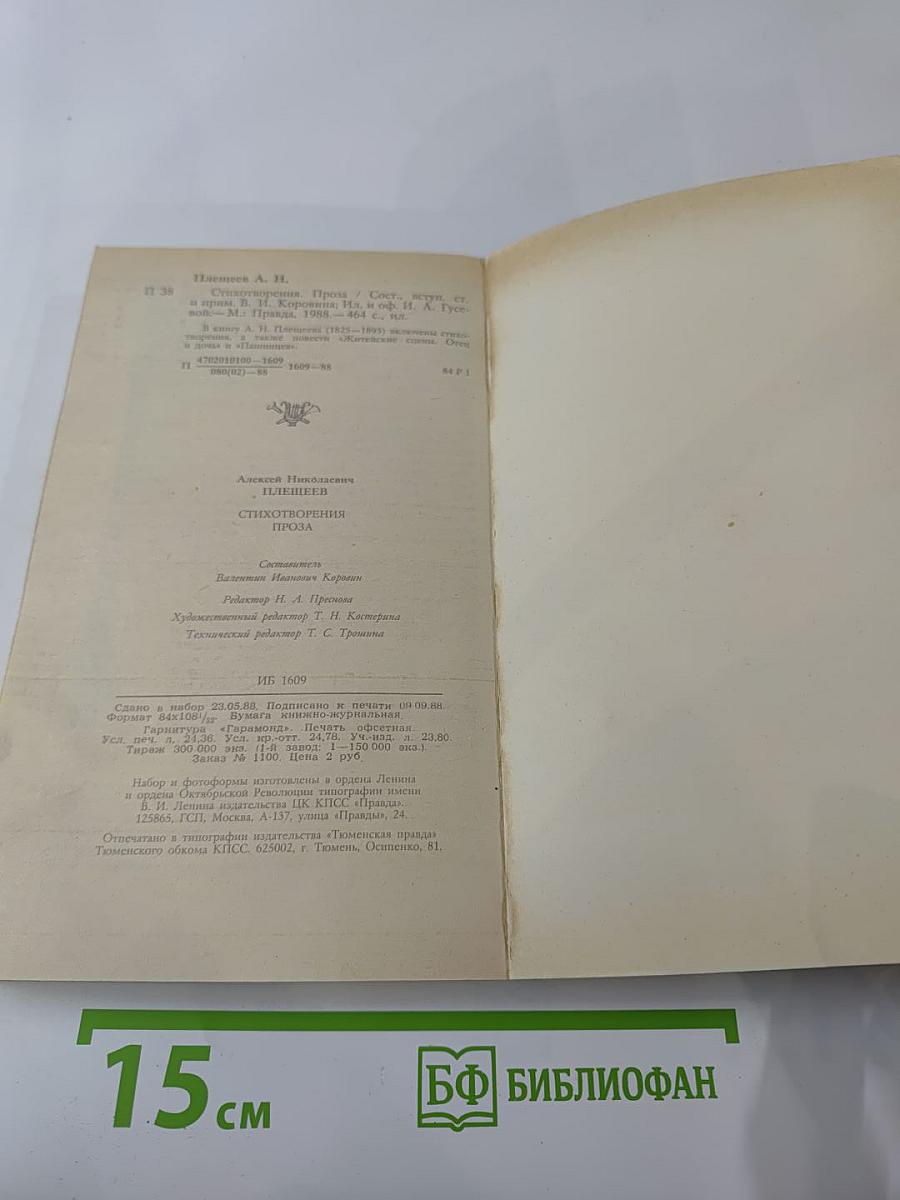 Плещеев А. Н.
П 38 Стихотворения. Проза / Сост., вступ. ст.
и прим. В. И. Коровина; Ил. и оф. И. А. Гусе-
вой.— М.: Правда, 1988.— 464 с., ил.
В книгу А. Н. Плещеева (1825—1893) включены стихо-
творения, а также повести «Житейские сцены. Отец
и дочь» и «Пашинцев».
П 4702010100—1609 1609—88 84 Р 1
080(02)—88
Алексей Николаевич
ПЛЕЩЕЕВ
СТИХОТВОРЕНИЯ
ПРОЗА
Составитель
Валентин Иванович Коровин
Редактор Н. А. Преснова
Художественный редактор Т. Н. Костерина
Технический редактор Т. С. Трошина
ИБ 1609
Сдано в набор 23.05.88. Подписано к печати 09.09.88.
Формат 84х108 1/32. Бумага книжно-журнальная.
Гарнитура «Гарамонд». Печать офсетная.
Усл. печ. л. 24,36. Усл. кр.-отт. 24,78. Уч.-изд. л. 23,80.
Тираж 300 000 экз. (1-й завод: 1—150 000 экз.).
Заказ № 1100. Цена 2 руб.
Набор и фотоформы изготовлены в ордена Ленина
и ордена Октябрьской Революции типографии имени
В. И. Ленина издательства ЦК КПСС «Правда».
125865, ГСП, Москва, А-137, улица «Правды», 24.
Отпечатано в типографии издательства «Тюменская правда»
Тюменского обкома КПСС. 625002, г. Тюмень, Осипенко, 81.
15 см
БФ БИБЛИОФАН